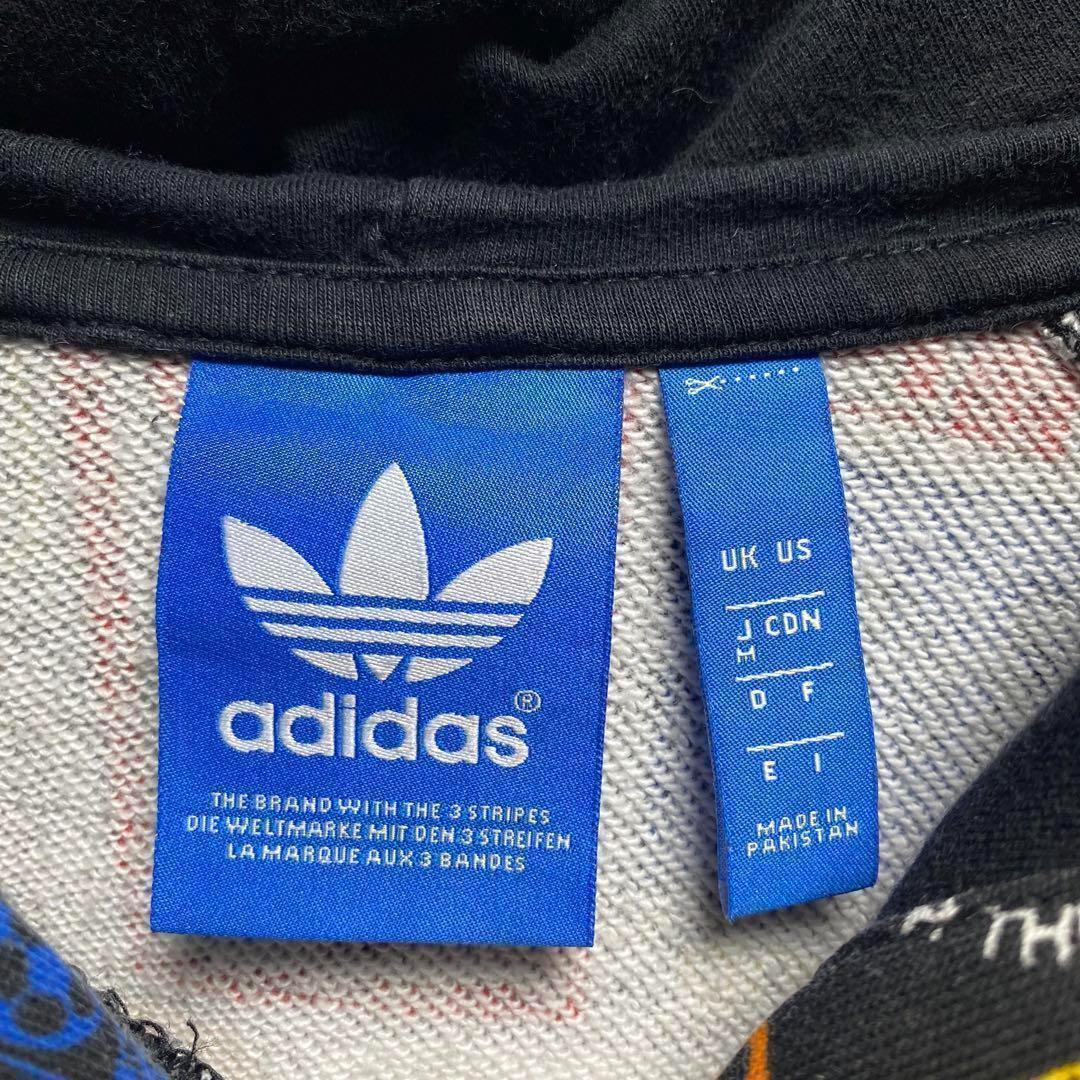 adidas®
THE BRAND WITH THE 3 STRIPES
DIE WELTMARKE MIT DEN 3 STREIFEN
LA MARQUE AUX 3 BANDES
UK US
J CDN
D F
E I
MADE IN
PAKISTAN